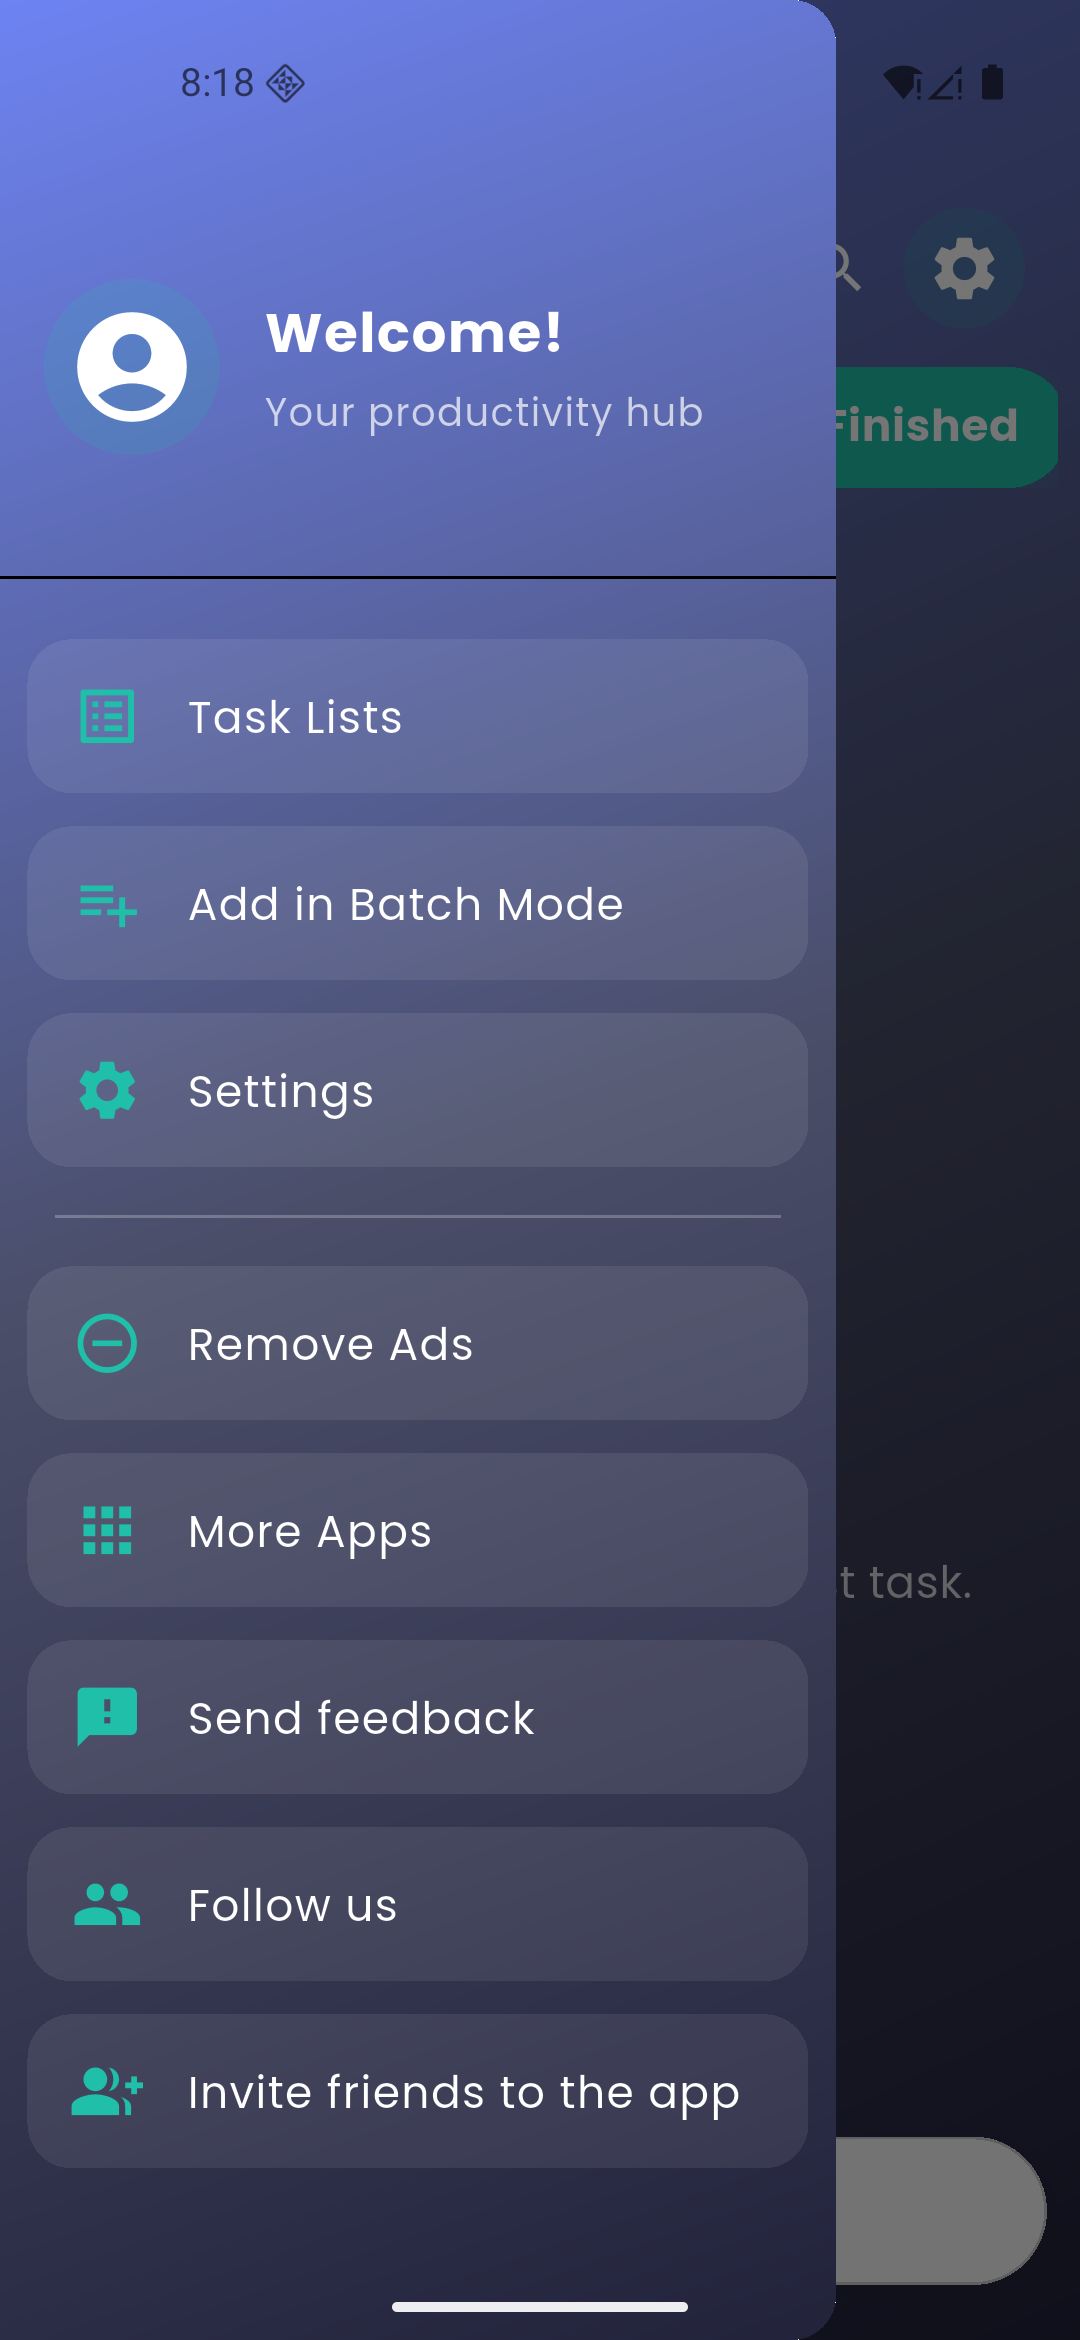 8:18
Welcome!
Your productivity hub
Finished
Task Lists
Add in Batch Mode
Settings
Remove Ads
More Apps
t task.
Send feedback
Follow us
Invite friends to the app